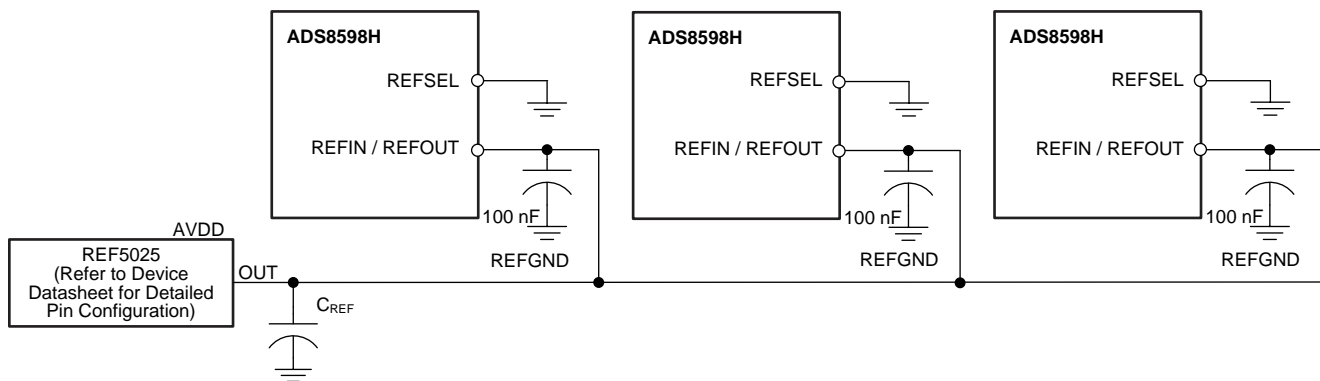 ADS8598H
REFSEL
REFIN / REFOUT
100 nF
REFGND
ADS8598H
REFSEL
REFIN / REFOUT
100 nF
REFGND
ADS8598H
REFSEL
REFIN / REFOUT
100 nF
REFGND
AVDD
REF5025
(Refer to Device
Datasheet for Detailed
Pin Configuration)
OUT
CREF